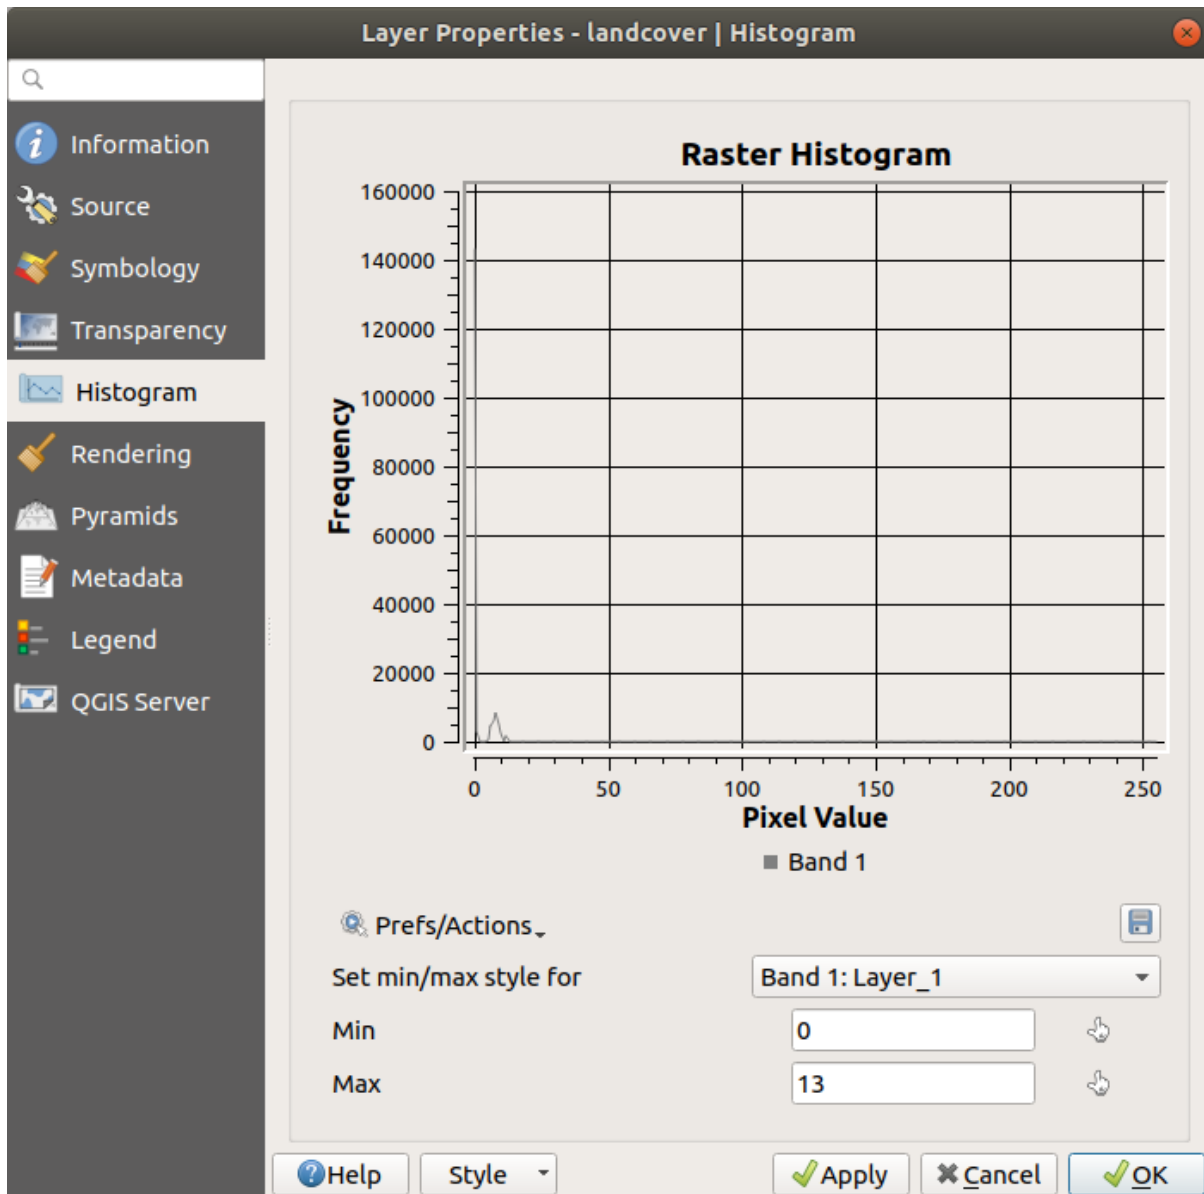 Layer Properties - landcover | Histogram
Information
Source
Symbology
Transparency
Histogram
Rendering
Pyramids
Metadata
Legend
QGIS Server
Raster Histogram
160000
140000
120000
100000
80000
60000
40000
20000
0
Frequency
0 50 100 150 200 250
Pixel Value
Band 1
Prefs/Actions
Set min/max style for Band 1: Layer_1
Min 0
Max 13
Help Style Apply Cancel OK